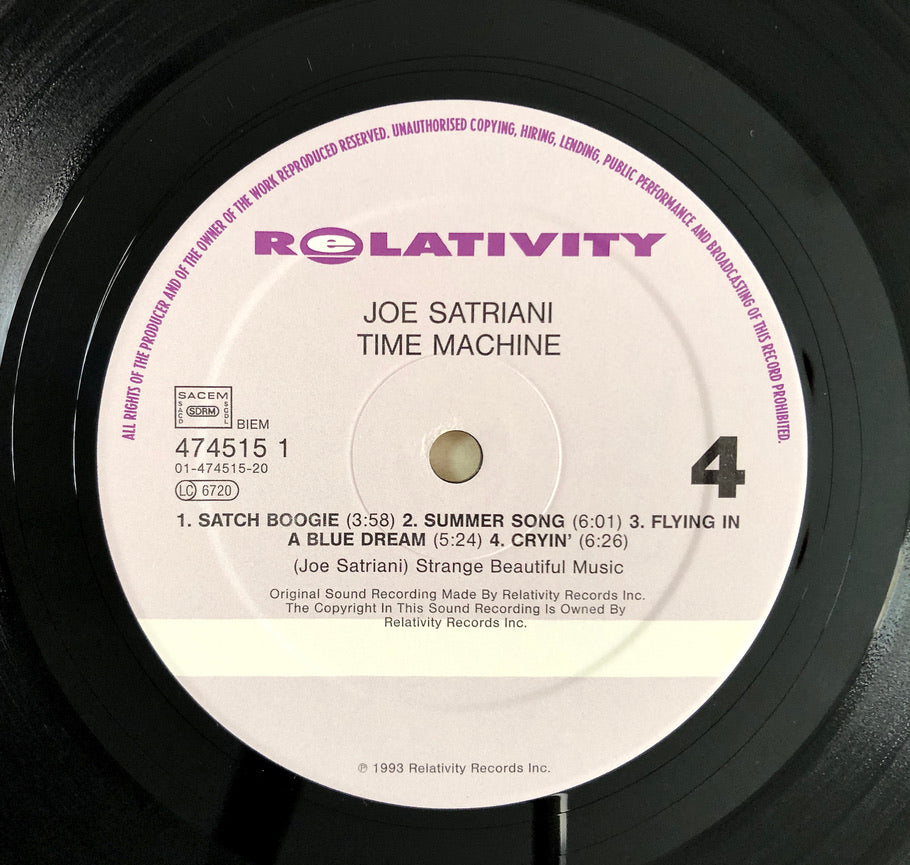 ALL RIGHTS OF THE PRODUCER AND OF THE OWNER OF THE WORK REPRODUCED RESERVED. UNAUTHORISED COPYING, HIRING, LENDING, PUBLIC PERFORMANCE AND BROADCASTING OF THIS RECORD PROHIBITED.
ReLATIVITY
JOE SATRIANI
TIME MACHINE
SACEM
SACD
SDRM
SGDL
BIEM
474515 1
01-474515-20
LC 6720
4
1. SATCH BOOGIE (3:58) 2. SUMMER SONG (6:01) 3. FLYING IN
A BLUE DREAM (5:24) 4. CRYIN' (6:26)
(Joe Satriani) Strange Beautiful Music
Original Sound Recording Made By Relativity Records Inc.
The Copyright In This Sound Recording Is Owned By
Relativity Records Inc.
℗ 1993 Relativity Records Inc.